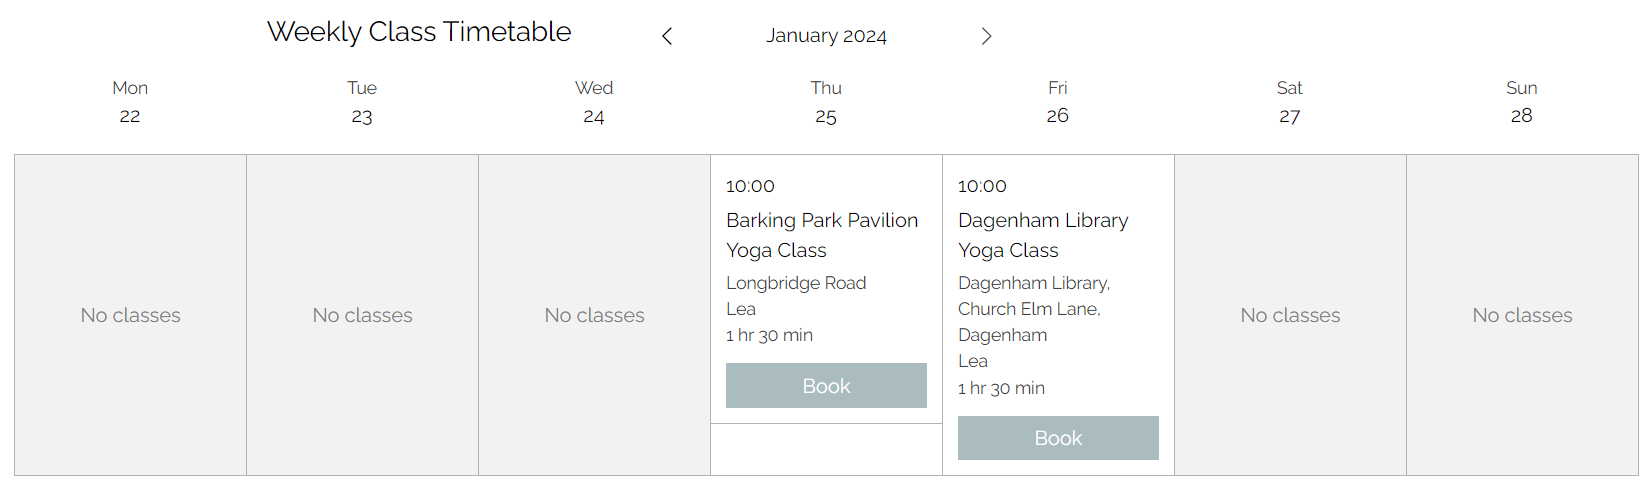 Weekly Class Timetable
January 2024
Mon
22
Tue
23
Wed
24
Thu
25
Fri
26
Sat
27
Sun
28
No classes
No classes
No classes
10:00
Barking Park Pavilion
Yoga Class
Longbridge Road
Lea
1 hr 30 min
Book
10:00
Dagenham Library
Yoga Class
Dagenham Library,
Church Elm Lane,
Dagenham
Lea
1 hr 30 min
Book
No classes
No classes